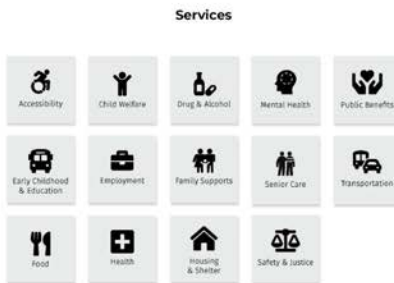 Services
Accessibility
Child Welfare
Drug & Alcohol
Mental Health
Public Benefits
Early Childhood
& Education
Employment
Family Supports
Senior Care
Transportation
Food
Health
Housing
& Shelter
Safety & Justice